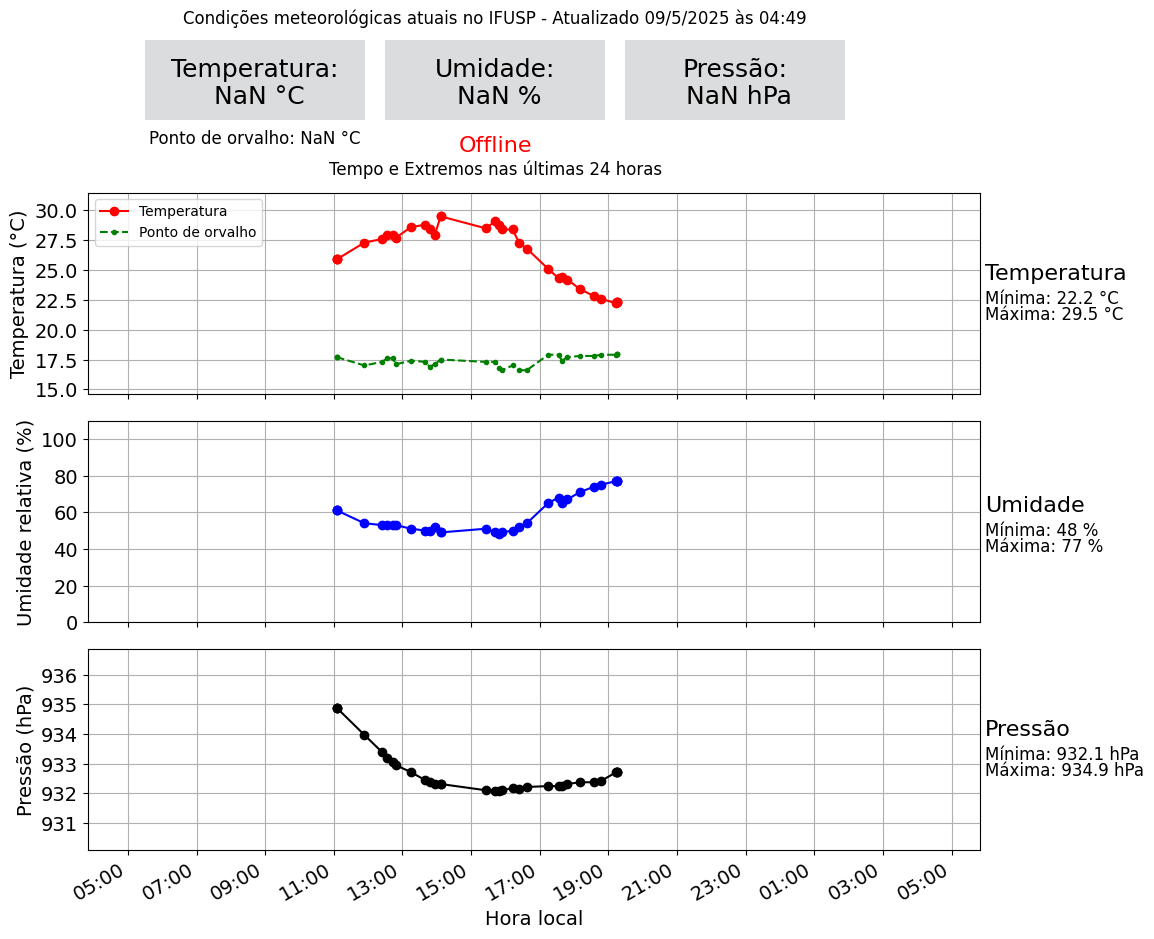 Condições meteorológicas atuais no IFUSP - Atualizado 09/5/2025 às 04:49
Temperatura:
NaN °C
Umidade:
NaN %
Pressão:
NaN hPa
Ponto de orvalho: NaN °C
Offline
Tempo e Extremos nas últimas 24 horas
Temperatura (°C)
30.0
27.5
25.0
22.5
20.0
17.5
15.0
Temperatura
Ponto de orvalho
Temperatura
Mínima: 22.2 °C
Máxima: 29.5 °C
Umidade relativa (%)
100
80
60
40
20
0
Umidade
Mínima: 48 %
Máxima: 77 %
Pressão (hPa)
936
935
934
933
932
931
Pressão
Mínima: 932.1 hPa
Máxima: 934.9 hPa
05:00
07:00
09:00
11:00
13:00
15:00
17:00
19:00
21:00
23:00
01:00
03:00
05:00
Hora local